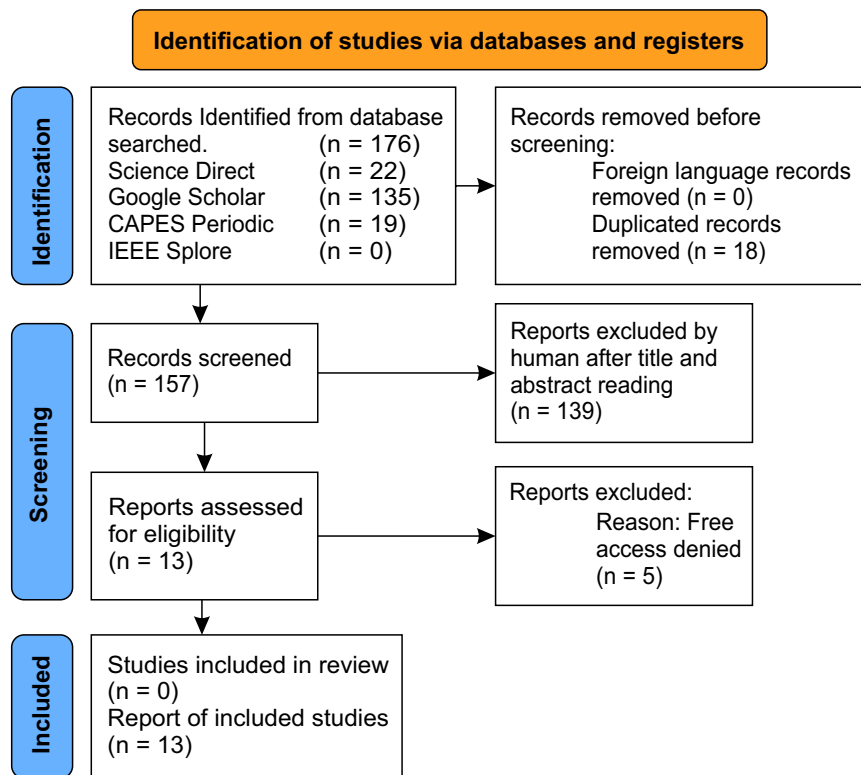 Identification of studies via databases and registers
Identification
Records Identified from database
searched. (n = 176)
Science Direct (n = 22)
Google Scholar (n = 135)
CAPES Periodic (n = 19)
IEEE Splore (n = 0)
Records removed before
screening:
Foreign language records
removed (n = 0)
Duplicated records
removed (n = 18)
Screening
Records screened
(n = 157)
Reports excluded by
human after title and
abstract reading
(n = 139)
Reports assessed
for eligibility
(n = 13)
Reports excluded:
Reason: Free
access denied
(n = 5)
Included
Studies included in review
(n = 0)
Report of included studies
(n = 13)